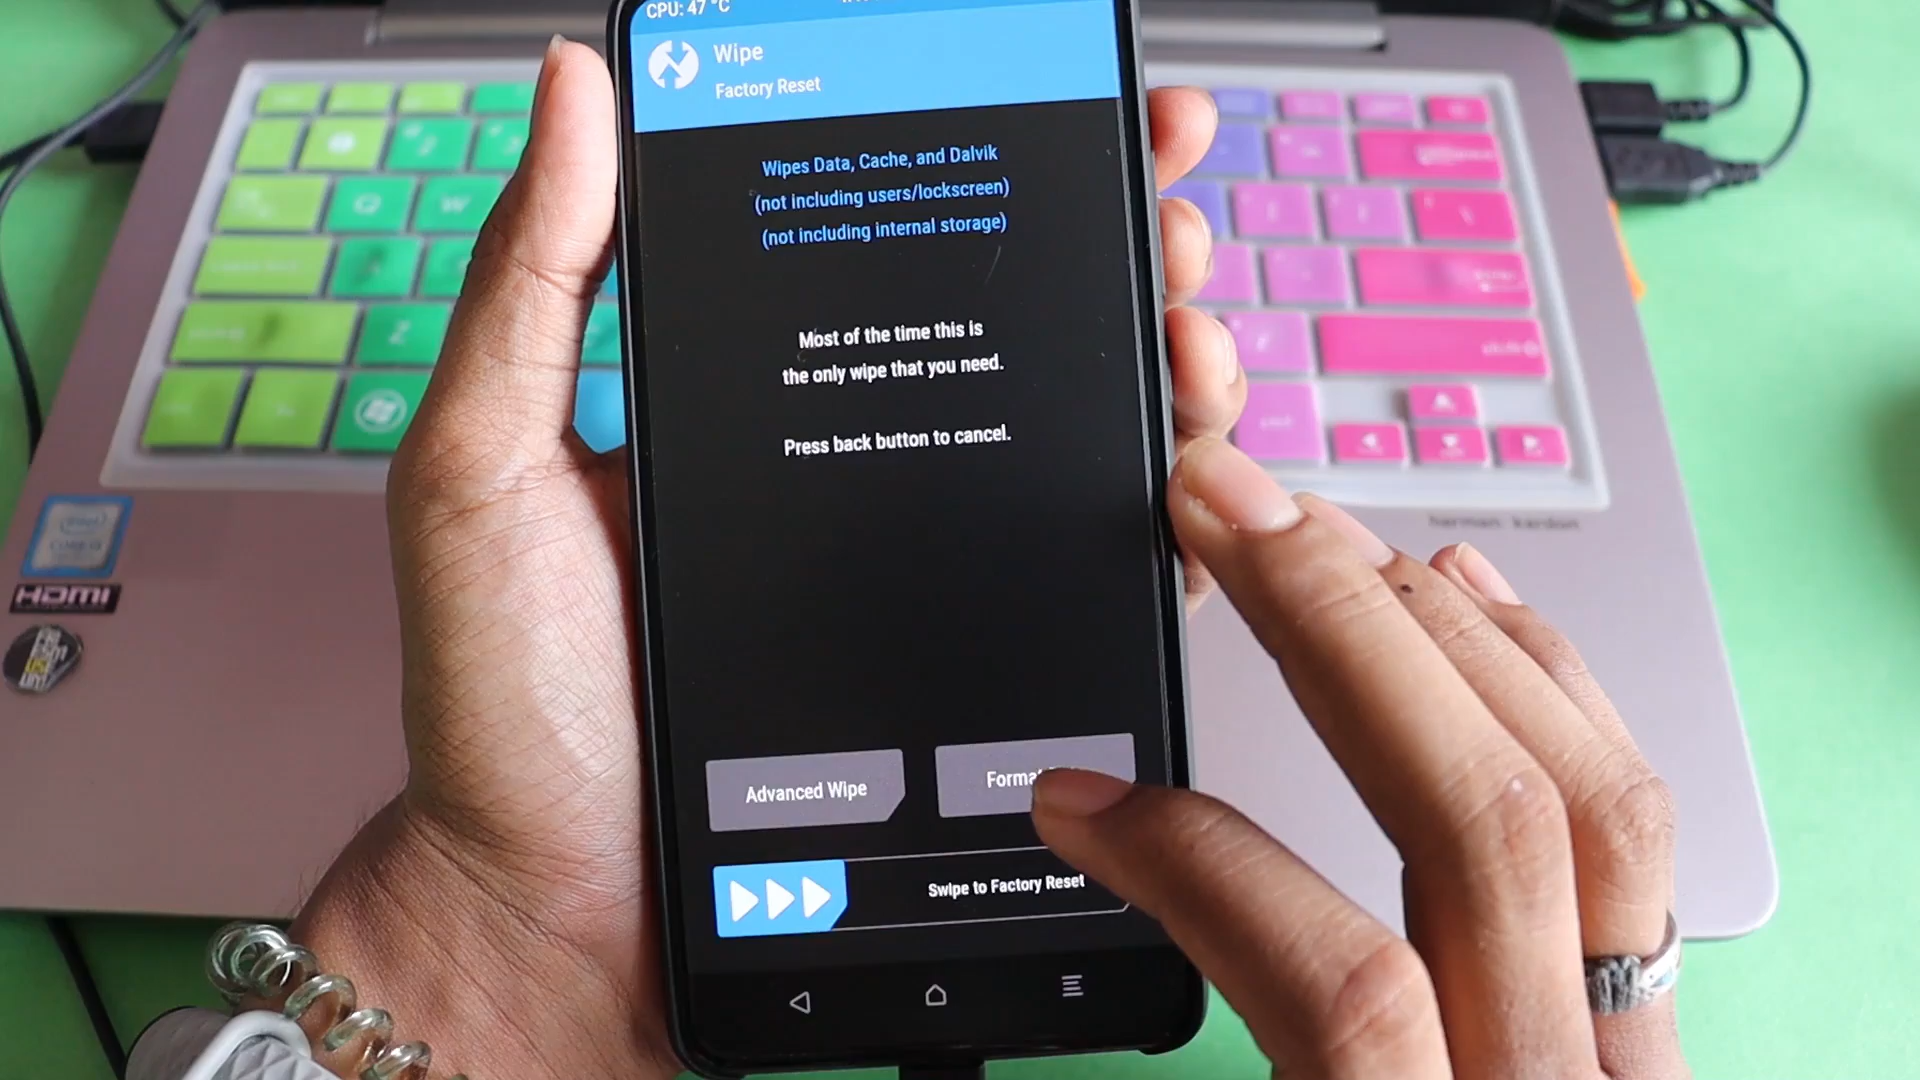 CPU: 47 °C
Wipe
Factory Reset
Wipes Data, Cache, and Dalvik
(not including users/lockscreen)
(not including internal storage)
Most of the time this is
the only wipe that you need.
Press back button to cancel.
Advanced Wipe
Swipe to Factory Reset
Q
W
Z
HDMI
harman kardon